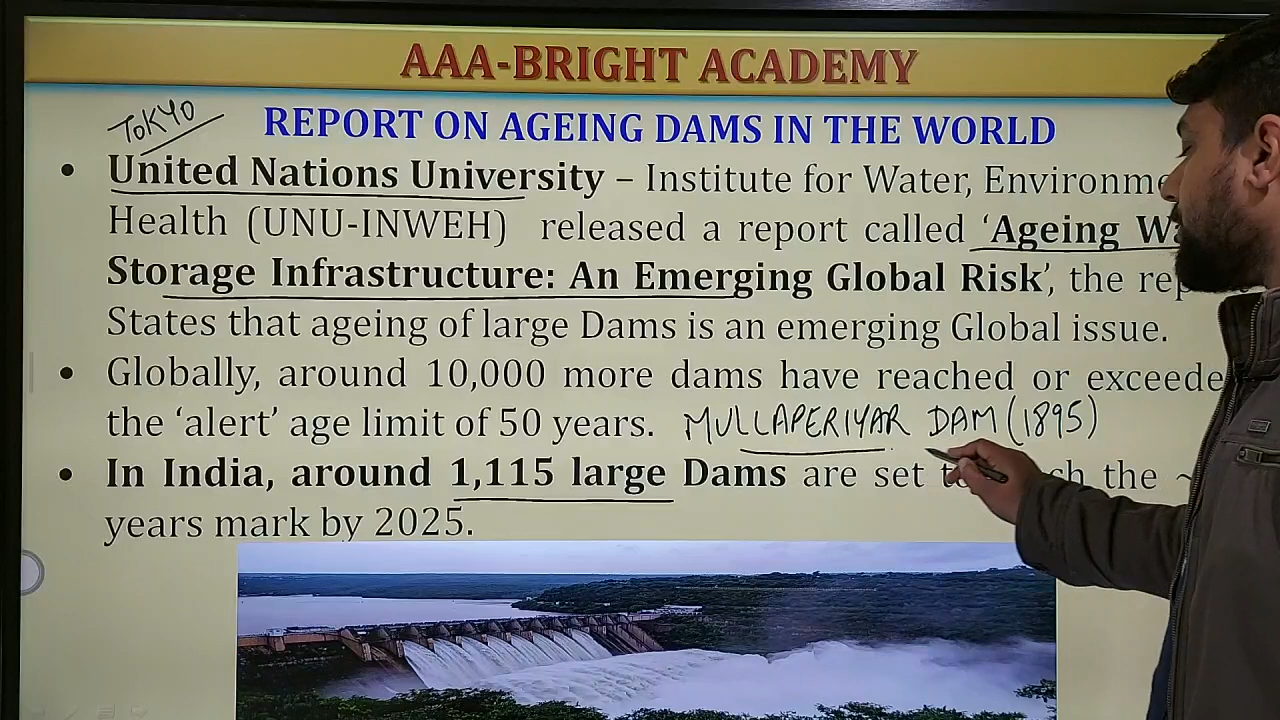 AAA-BRIGHT ACADEMY
TOKYO
REPORT ON AGEING DAMS IN THE WORLD
• United Nations University – Institute for Water, Environme
Health (UNU-INWEH) released a report called ‘Ageing Wa
Storage Infrastructure: An Emerging Global Risk’, the rep
States that ageing of large Dams is an emerging Global issue.
• Globally, around 10,000 more dams have reached or exceede
the ‘alert’ age limit of 50 years. MULLAPERIYAR DAM (1895)
• In India, around 1,115 large Dams are set t ch the ~
years mark by 2025.